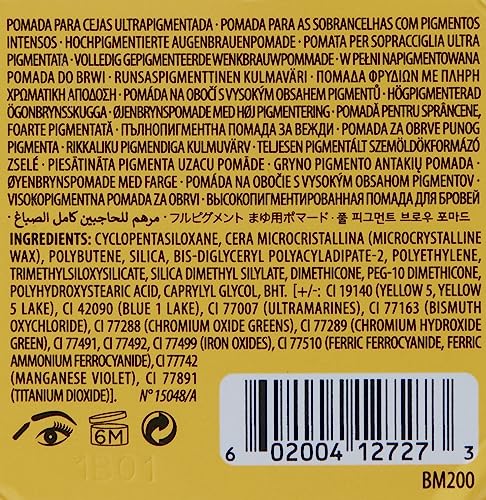 POMADA PARA CEJAS ULTRAPIGMENTADA • POMADA PARA AS SOBRANCELHAS COM PIGMENTOS
INTENSOS • HOCHPIGMENTIERTE AUGENBRAUENPOMADE • POMATA PER SOPRACCIGLIA ULTRA
PIGMENTATA • VOLLEDIG GEPIGMENTEERDE WENKBRAUWPOMMADE • W PEŁNI NAPIGMENTOWANA
POMADA DO BRWI • RUNSASPIGMENTTINEN KULMAVÄRI • ΠΟΜΑΔΑ ΦΡΥΔΙΩΝ ΜΕ ΠΛΗΡΗ
ΧΡΩΜΑΤΙΚΗ ΑΠΟΔΟΣΗ • POMÁDA NA OBOČÍ S VYSOKÝM OBSAHEM PIGMENTŮ • HÖGPIGMENTERAD
ÖGONBRYNSSKUGGA • ØJENBRYNSPOMADE MED HØJ PIGMENTERING • POMADĂ PENTRU SPRÂNCENE,
FOARTE PIGMENTATĂ • ПЪЛНОПИГМЕНТНА ПОМАДА ЗА ВЕЖДИ • POMADA ZA OBRVE PUNOG
PIGMENTA • RIKKALIKU PIGMENDIGA KULMUVÄRV • TELJESEN PIGMENTÁLT SZEMÖLDÖKFORMÁZÓ
ZSELÉ • PIESĀTINĀTA PIGMENTA UZACU POMĀDE • GRYNO PIGMENTO ANTAKIŲ POMADA •
ØYENBRYNSPOMADE MED FARGE • POMÁDA NA OBOČIE S VYSOKÝM OBSAHOM PIGMENTOV •
VISOKOPIGMENTIVNA POMADA ZA OBRVI • ВЫСОКОПИГМЕНТИРОВАННАЯ ПОМАДА ДЛЯ БРОВЕЙ
• مرهم للحاجبين كامل الصباغ • フルピグメント まゆ用ポマード • 풀 피그먼트 브로우 포마드
INGREDIENTS: CYCLOPENTASILOXANE, CERA MICROCRISTALLINA (MICROCRYSTALLINE
WAX), POLYBUTENE, SILICA, BIS-DIGLYCERYL POLYACYLADIPATE-2, POLYETHYLENE,
TRIMETHYLSILOXYSILICATE, SILICA DIMETHYL SILYLATE, DIMETHICONE, PEG-10 DIMETHICONE,
POLYHYDROXYSTEARIC ACID, CAPRYLYL GLYCOL, BHT. [+/-: CI 19140 (YELLOW 5, YELLOW
5 LAKE), CI 42090 (BLUE 1 LAKE), CI 77007 (ULTRAMARINES), CI 77163 (BISMUTH
OXYCHLORIDE), CI 77288 (CHROMIUM OXIDE GREENS), CI 77289 (CHROMIUM HYDROXIDE
GREEN), CI 77491, CI 77492, CI 77499 (IRON OXIDES), CI 77510 (FERRIC FERROCYANIDE, FERRIC
AMMONIUM FERROCYANIDE), CI 77742
(MANGANESE VIOLET), CI 77891
(TITANIUM DIOXIDE)]. N°15048/A
6M
1B01
6 02004 12727 3
BM200